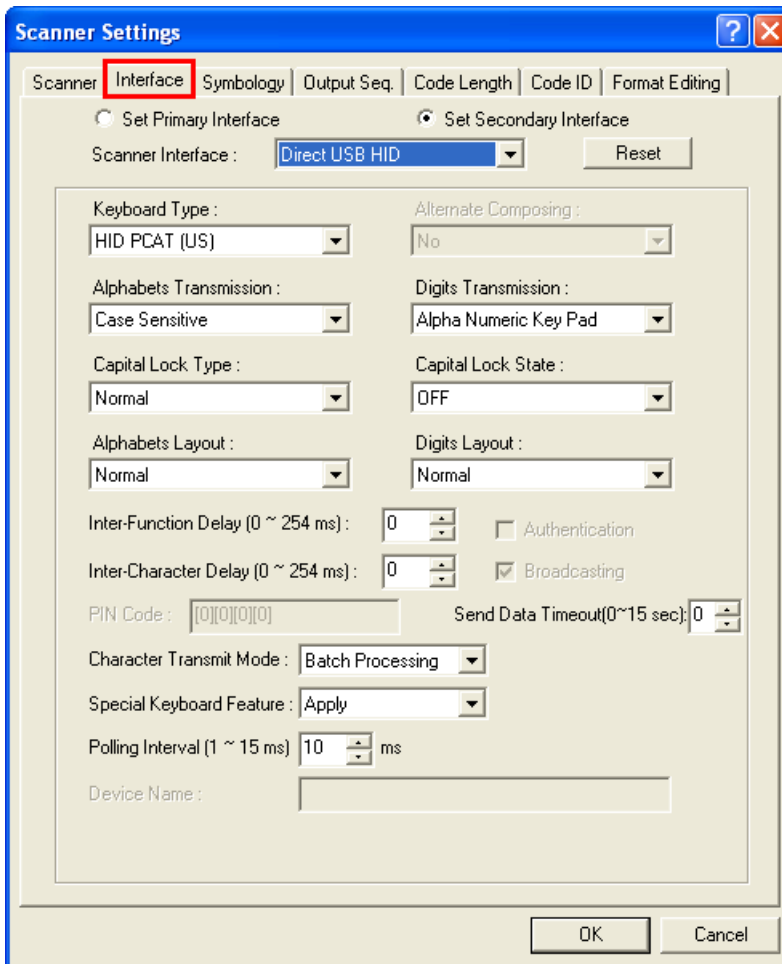 Scanner Settings
Scanner Interface Symbology Output Seq. Code Length Code ID Format Editing
Set Primary Interface Set Secondary Interface
Scanner Interface : Direct USB HID Reset
Keyboard Type : Alternate Composing :
HID PCAT (US) No
Alphabets Transmission : Digits Transmission :
Case Sensitive Alpha Numeric Key Pad
Capital Lock Type : Capital Lock State :
Normal OFF
Alphabets Layout : Digits Layout :
Normal Normal
Inter-Function Delay (0 ~ 254 ms) : 0 Authentication
Inter-Character Delay (0 ~ 254 ms) : 0 Broadcasting
PIN Code : [0][0][0][0] Send Data Timeout(0~15 sec): 0
Character Transmit Mode : Batch Processing
Special Keyboard Feature : Apply
Polling Interval (1 ~ 15 ms) 10 ms
Device Name :
OK Cancel